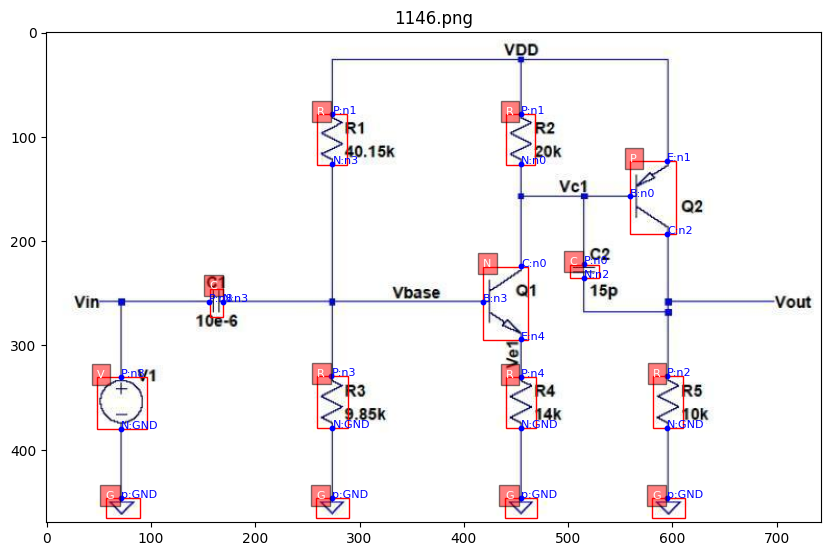 1146.png
0
100
200
300
400
0
100
200
300
400
500
600
700
VDD
R
P:n1
R1
40.15k
N:n3
R
P:n1
R2
20k
N:n0
P
E:n1
B:n0
Q2
C:n2
Vc1
C
C2
P:n0
N:n2
15p
N
C:n0
Q1
B:n3
E:n4
Vbase
Vin
C1
N:n3
10e-6
Vout
Ve1
V
V1
N:GND
R
P:n3
R3
9.85k
N:GND
R
P:n4
R4
14k
N:GND
R
P:n2
R5
10k
N:GND
G
p:GND
G
p:GND
G
p:GND
G
p:GND